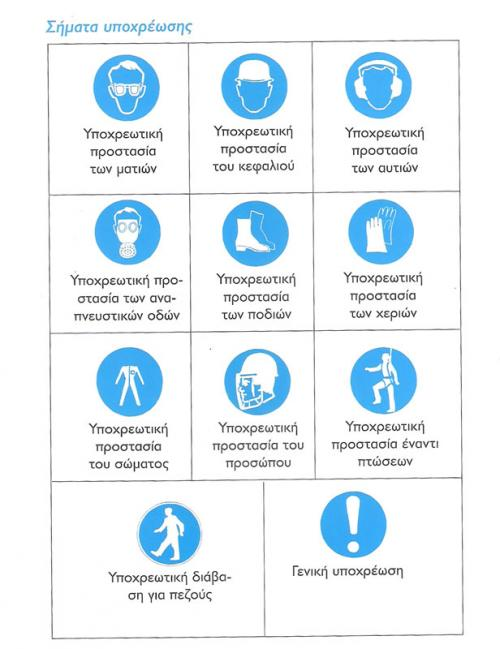 Σήματα υποχρέωσης
Υποχρεωτική
προστασία
των ματιών
Υποχρεωτική
προστασία
του κεφαλιού
Υποχρεωτική
προστασία
των αυτιών
Υποχρεωτική προ-
στασία των ανα-
πνευστικών οδών
Υποχρεωτική
προστασία
των ποδιών
Υποχρεωτική
προστασία
των χεριών
Υποχρεωτική
προστασία
του σώματος
Υποχρεωτική
προστασία του
προσώπου
Υποχρεωτική
προστασία έναντι
πτώσεων
Υποχρεωτική διάβα-
ση για πεζούς
Γενική υποχρέωση